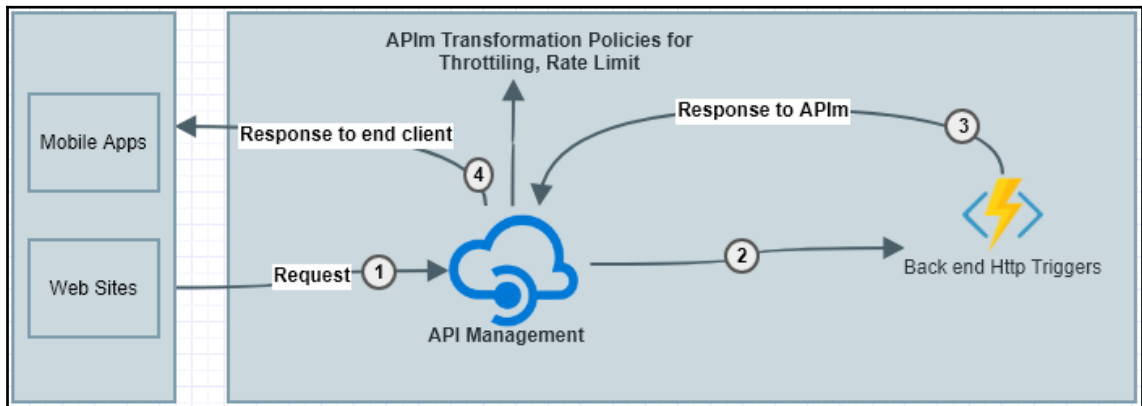 APIm Transformation Policies for
Throttiling, Rate Limit
Mobile Apps
Response to end client
Response to APIm
3
4
Web Sites
Request
1
2
Back end Http Triggers
API Management